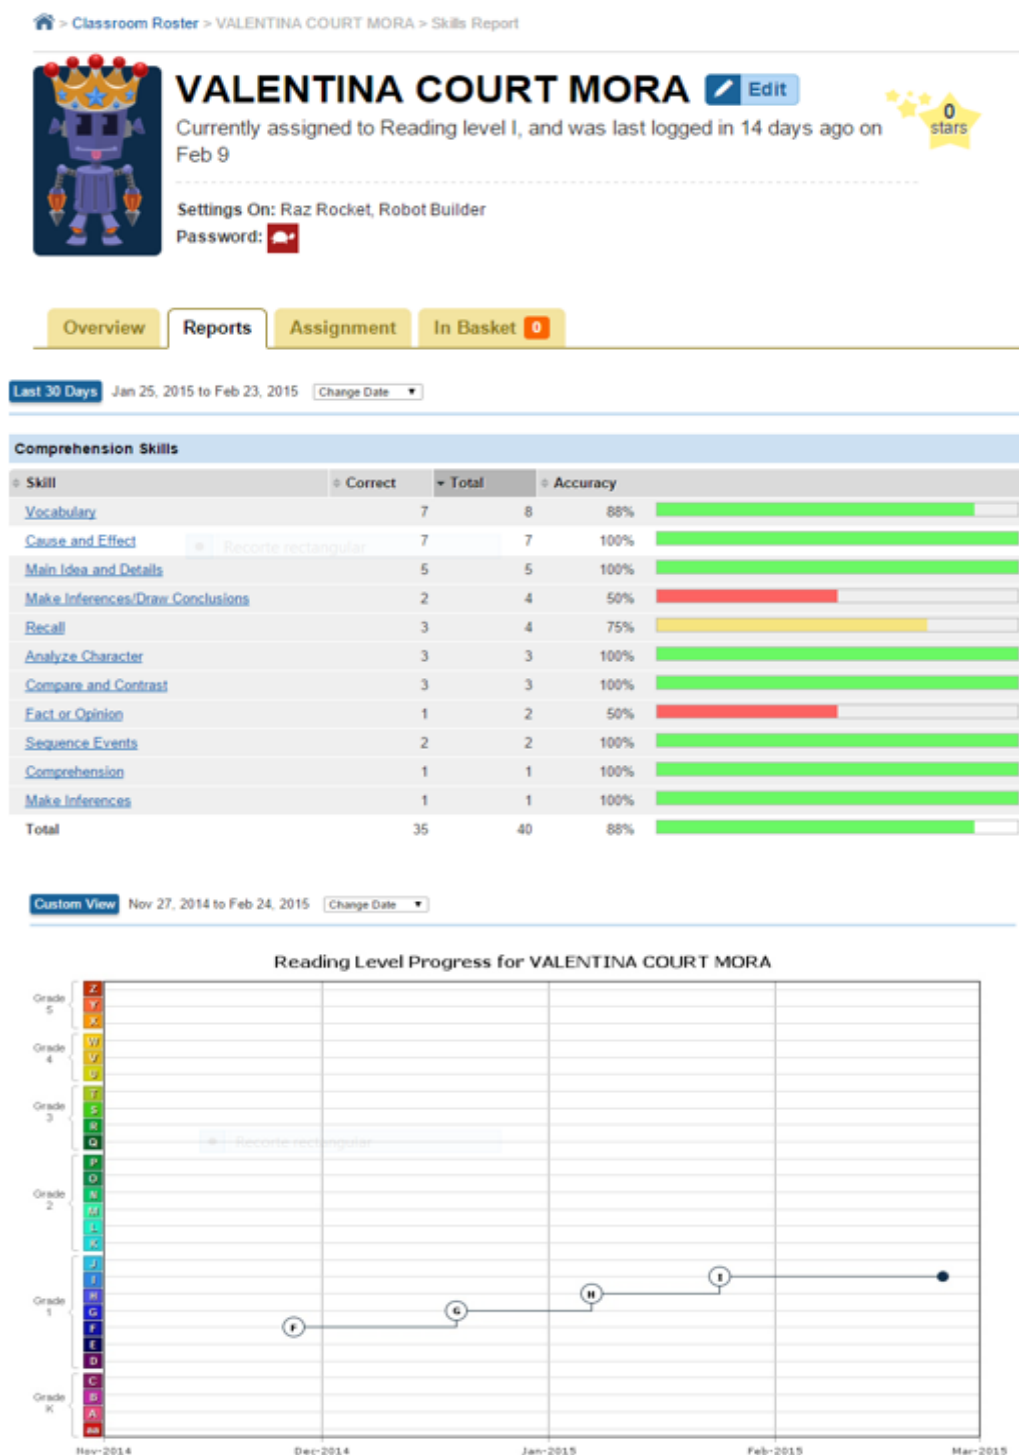 > Classroom Roster > VALENTINA COURT MORA > Skills Report
VALENTINA COURT MORA Edit
0 stars
Currently assigned to Reading level I, and was last logged in 14 days ago on
Feb 9
Settings On: Raz Rocket, Robot Builder
Password:
Overview Reports Assignment In Basket 0
Last 30 Days Jan 25, 2015 to Feb 23, 2015 Change Date
Comprehension Skills
Skill Correct Total Accuracy
Vocabulary 7 8 88%
Cause and Effect 7 7 100%
Recorte rectangular
Main Idea and Details 5 5 100%
Make Inferences/Draw Conclusions 2 4 50%
Recall 3 4 75%
Analyze Character 3 3 100%
Compare and Contrast 3 3 100%
Fact or Opinion 1 2 50%
Sequence Events 2 2 100%
Comprehension 1 1 100%
Make Inferences 1 1 100%
Total 35 40 88%
Custom View Nov 27, 2014 to Feb 24, 2015 Change Date
Reading Level Progress for VALENTINA COURT MORA
Grade 5
Z
Y
X
Grade 4
W
V
U
Grade 3
T
S
R
Q
Recorte rectangular
Grade 2
P
O
N
M
L
K
Grade 1
J
I
H
G
F
E
D
F G H I
Grade K
C
B
A
aa
Nov-2014 Dec-2014 Jan-2015 Feb-2015 Mar-2015